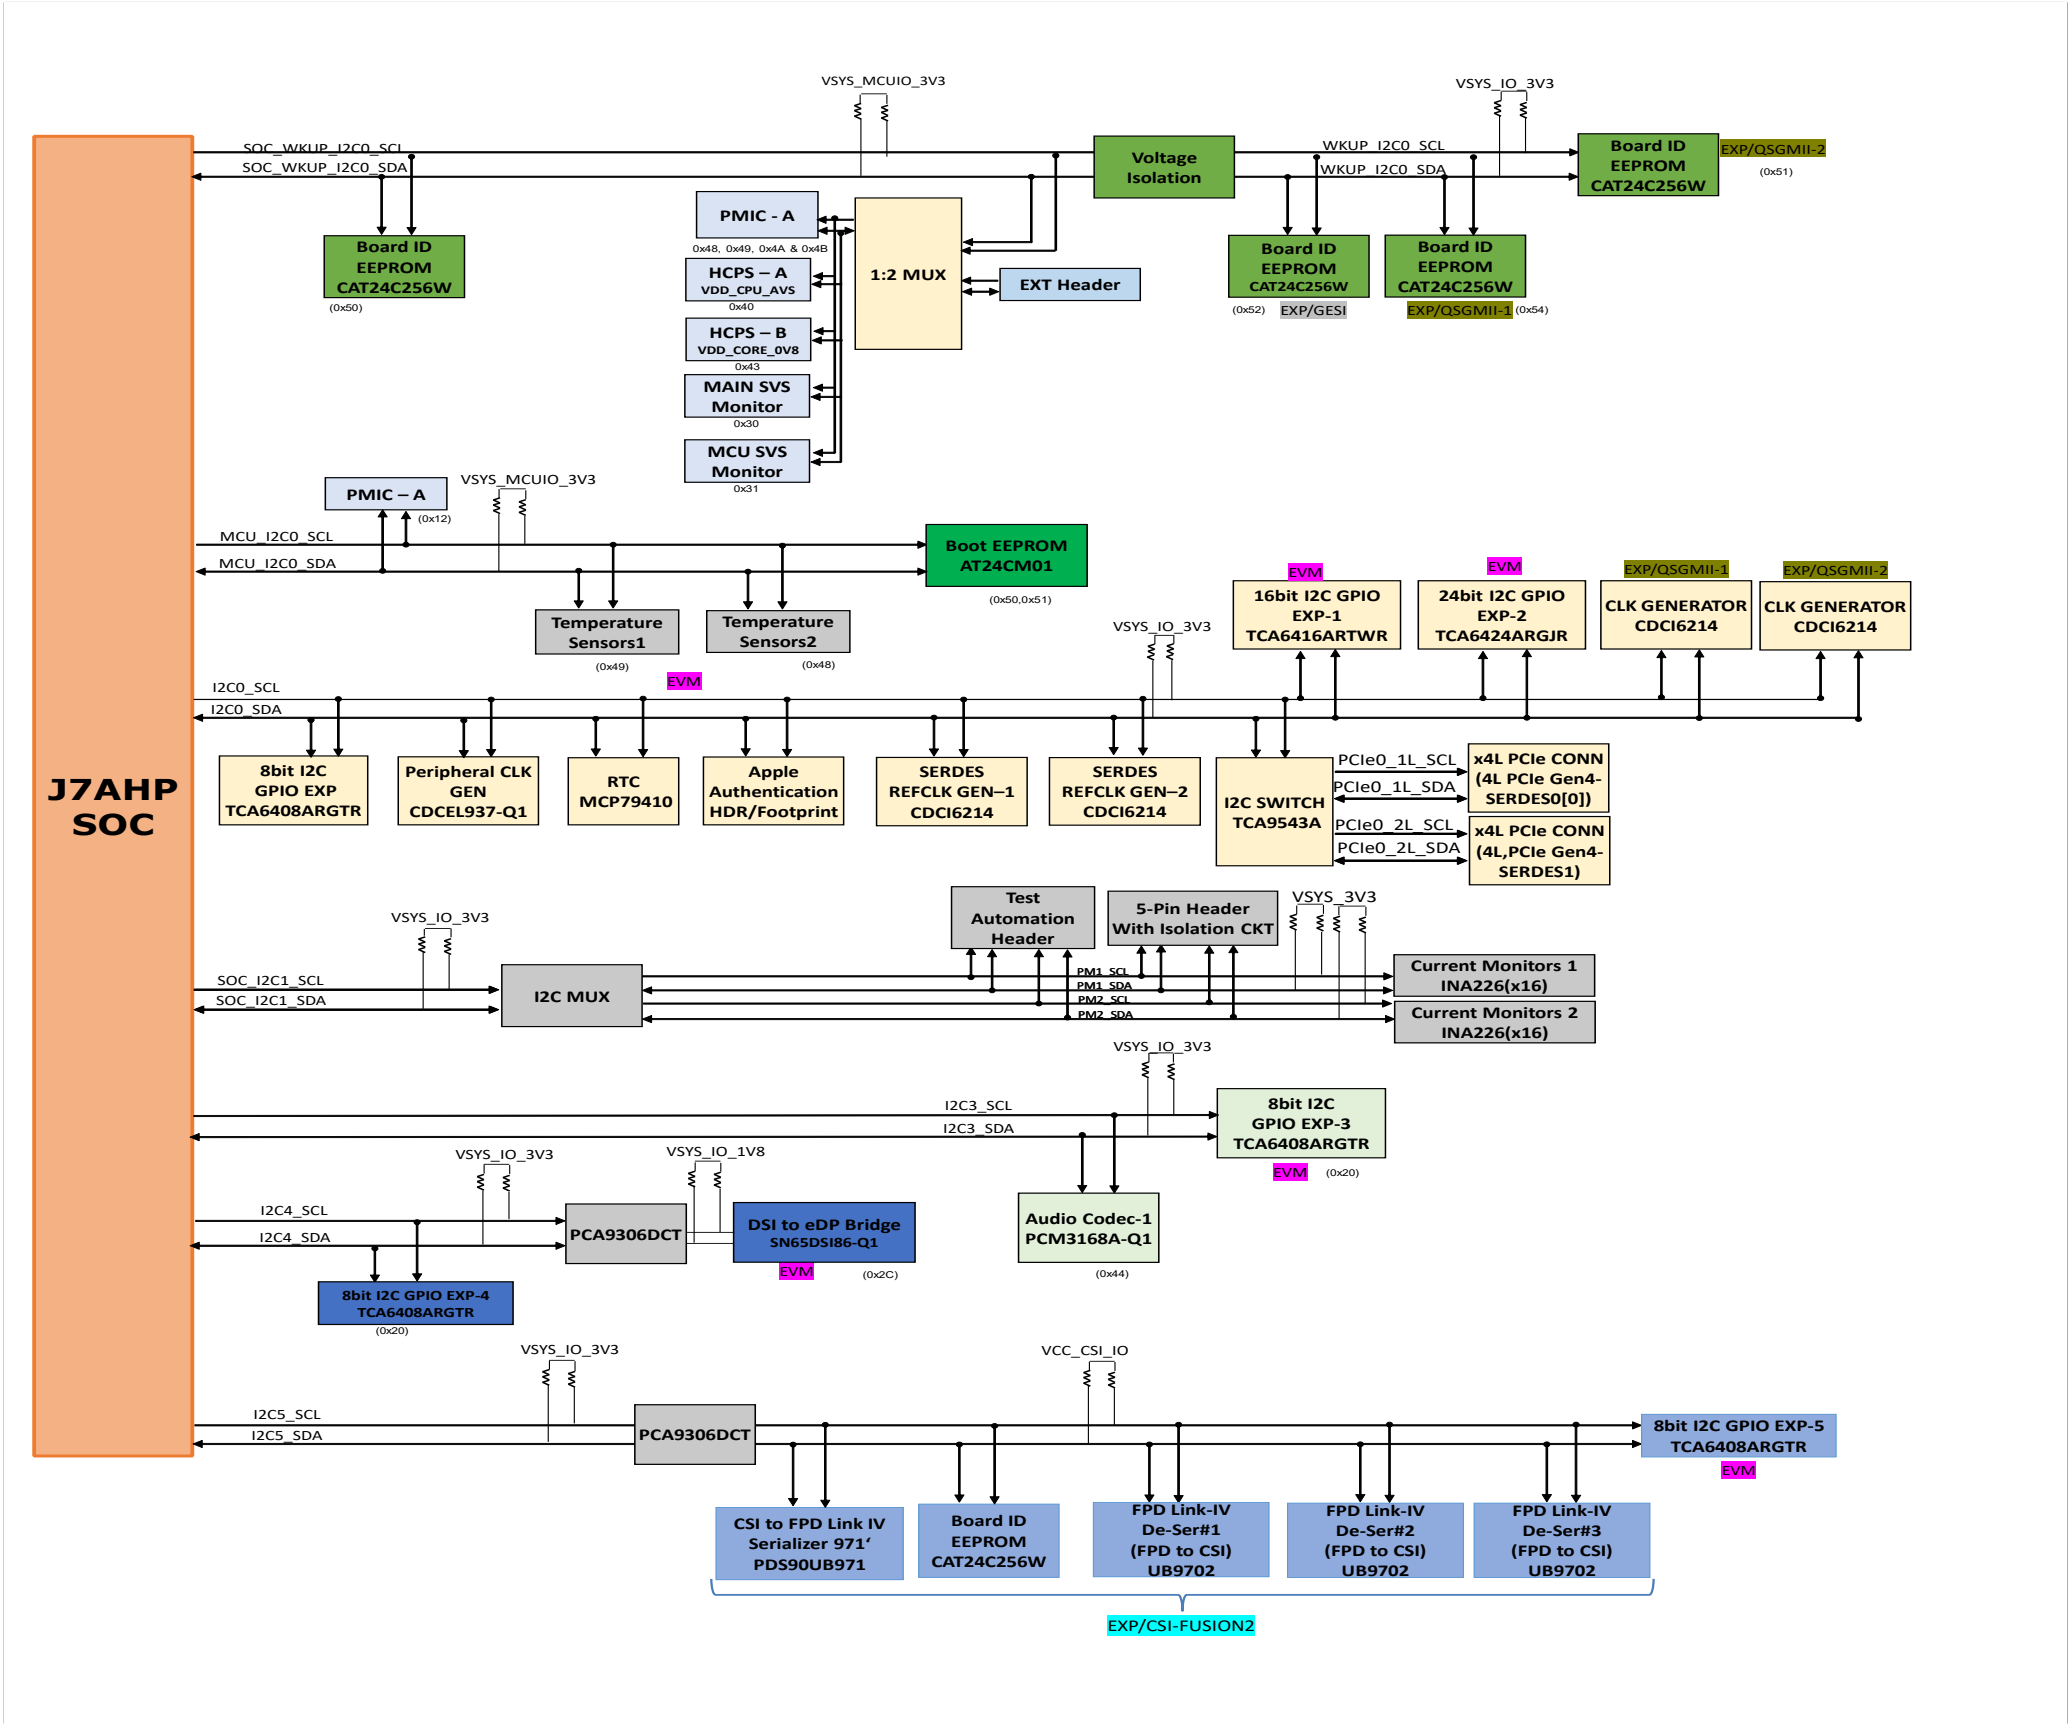 VSYS_MCUIO_3V3
VSYS_IO_3V3
SOC_WKUP_I2C0_SCL
SOC_WKUP_I2C0_SDA
Voltage
Isolation
WKUP_I2C0_SCL
WKUP_I2C0_SDA
Board ID
EEPROM
CAT24C256W
EXP/QSGMII-2
(0x51)
Board ID
EEPROM
CAT24C256W
(0x50)
PMIC - A
0x48, 0x49, 0x4A & 0x4B
HCPS – A
VDD_CPU_AVS
0x40
HCPS – B
VDD_CORE_0V8
0x43
MAIN SVS
Monitor
0x30
MCU SVS
Monitor
0x31
1:2 MUX
EXT Header
Board ID
EEPROM
CAT24C256W
(0x52)
EXP/GESI
Board ID
EEPROM
CAT24C256W
EXP/QSGMII-1
(0x54)
J7AHP
SOC
PMIC – A
(0x12)
VSYS_MCUIO_3V3
MCU_I2C0_SCL
MCU_I2C0_SDA
Boot EEPROM
AT24CM01
(0x50,0x51)
Temperature
Sensors1
(0x49)
Temperature
Sensors2
(0x48)
EVM
EVM
16bit I2C GPIO
EXP-1
TCA6416ARTWR
EVM
24bit I2C GPIO
EXP-2
TCA6424ARGJR
EXP/QSGMII-1
CLK GENERATOR
CDCI6214
EXP/QSGMII-2
CLK GENERATOR
CDCI6214
VSYS_IO_3V3
I2C0_SCL
I2C0_SDA
8bit I2C
GPIO EXP
TCA6408ARGTR
Peripheral CLK
GEN
CDCEL937-Q1
RTC
MCP79410
Apple
Authentication
HDR/Footprint
SERDES
REFCLK GEN–1
CDCI6214
SERDES
REFCLK GEN–2
CDCI6214
I2C SWITCH
TCA9543A
PCIe0_1L_SCL
PCIe0_1L_SDA
PCIe0_2L_SCL
PCIe0_2L_SDA
x4L PCIe CONN
(4L PCIe Gen4-
SERDES0[0])
x4L PCIe CONN
(4L,PCIe Gen4-
SERDES1)
VSYS_IO_3V3
SOC_I2C1_SCL
SOC_I2C1_SDA
I2C MUX
Test
Automation
Header
5-Pin Header
With Isolation CKT
VSYS_3V3
PM1_SCL
PM1_SDA
PM2_SCL
PM2_SDA
Current Monitors 1
INA226(x16)
Current Monitors 2
INA226(x16)
VSYS_IO_3V3
I2C3_SCL
I2C3_SDA
8bit I2C
GPIO EXP-3
TCA6408ARGTR
EVM
(0x20)
Audio Codec-1
PCM3168A-Q1
(0x44)
VSYS_IO_3V3
VSYS_IO_1V8
I2C4_SCL
I2C4_SDA
PCA9306DCT
DSI to eDP Bridge
SN65DSI86-Q1
EVM
(0x2C)
8bit I2C GPIO EXP-4
TCA6408ARGTR
(0x20)
VSYS_IO_3V3
VCC_CSI_IO
I2C5_SCL
I2C5_SDA
PCA9306DCT
8bit I2C GPIO EXP-5
TCA6408ARGTR
EVM
CSI to FPD Link IV
Serializer 971‘
PDS90UB971
Board ID
EEPROM
CAT24C256W
FPD Link-IV
De-Ser#1
(FPD to CSI)
UB9702
FPD Link-IV
De-Ser#2
(FPD to CSI)
UB9702
FPD Link-IV
De-Ser#3
(FPD to CSI)
UB9702
EXP/CSI-FUSION2